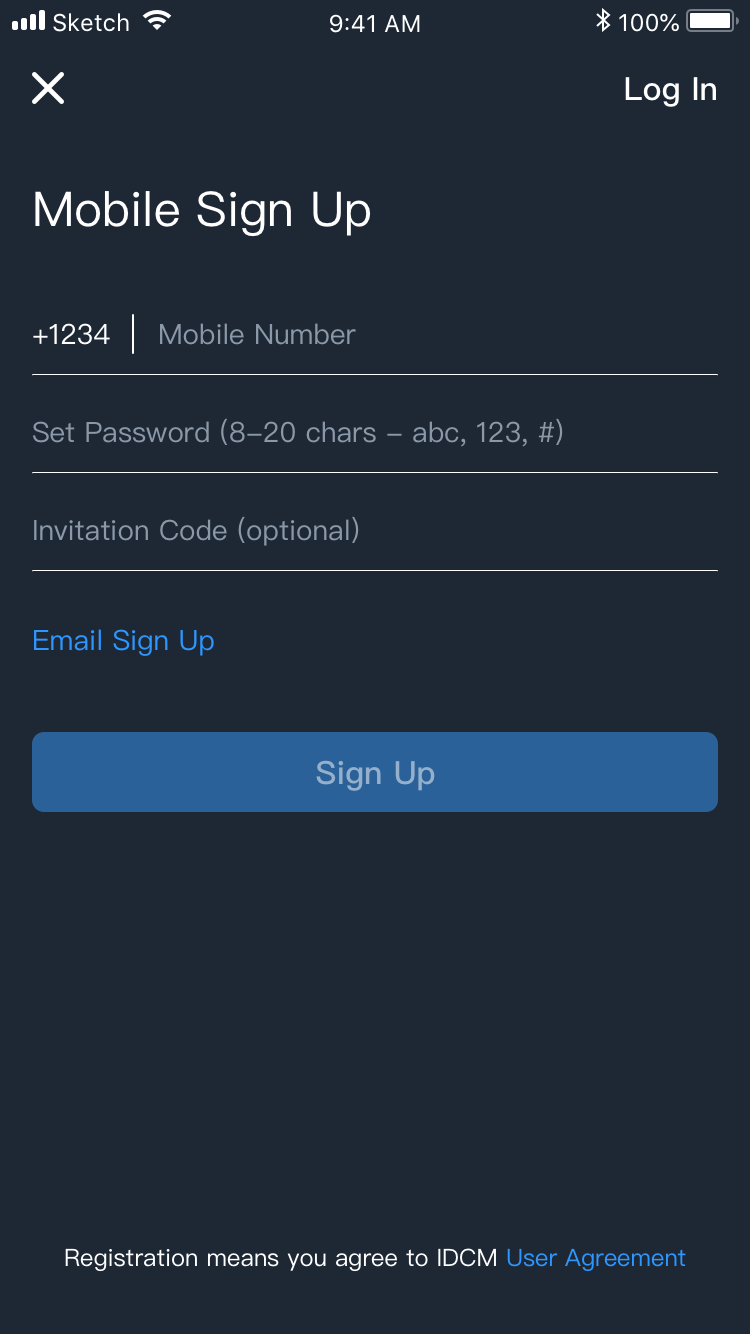 Sketch 9:41 AM 100%
Log In
Mobile Sign Up
+1234 Mobile Number
Set Password (8–20 chars – abc, 123, #)
Invitation Code (optional)
Email Sign Up
Sign Up
Registration means you agree to IDCM User Agreement